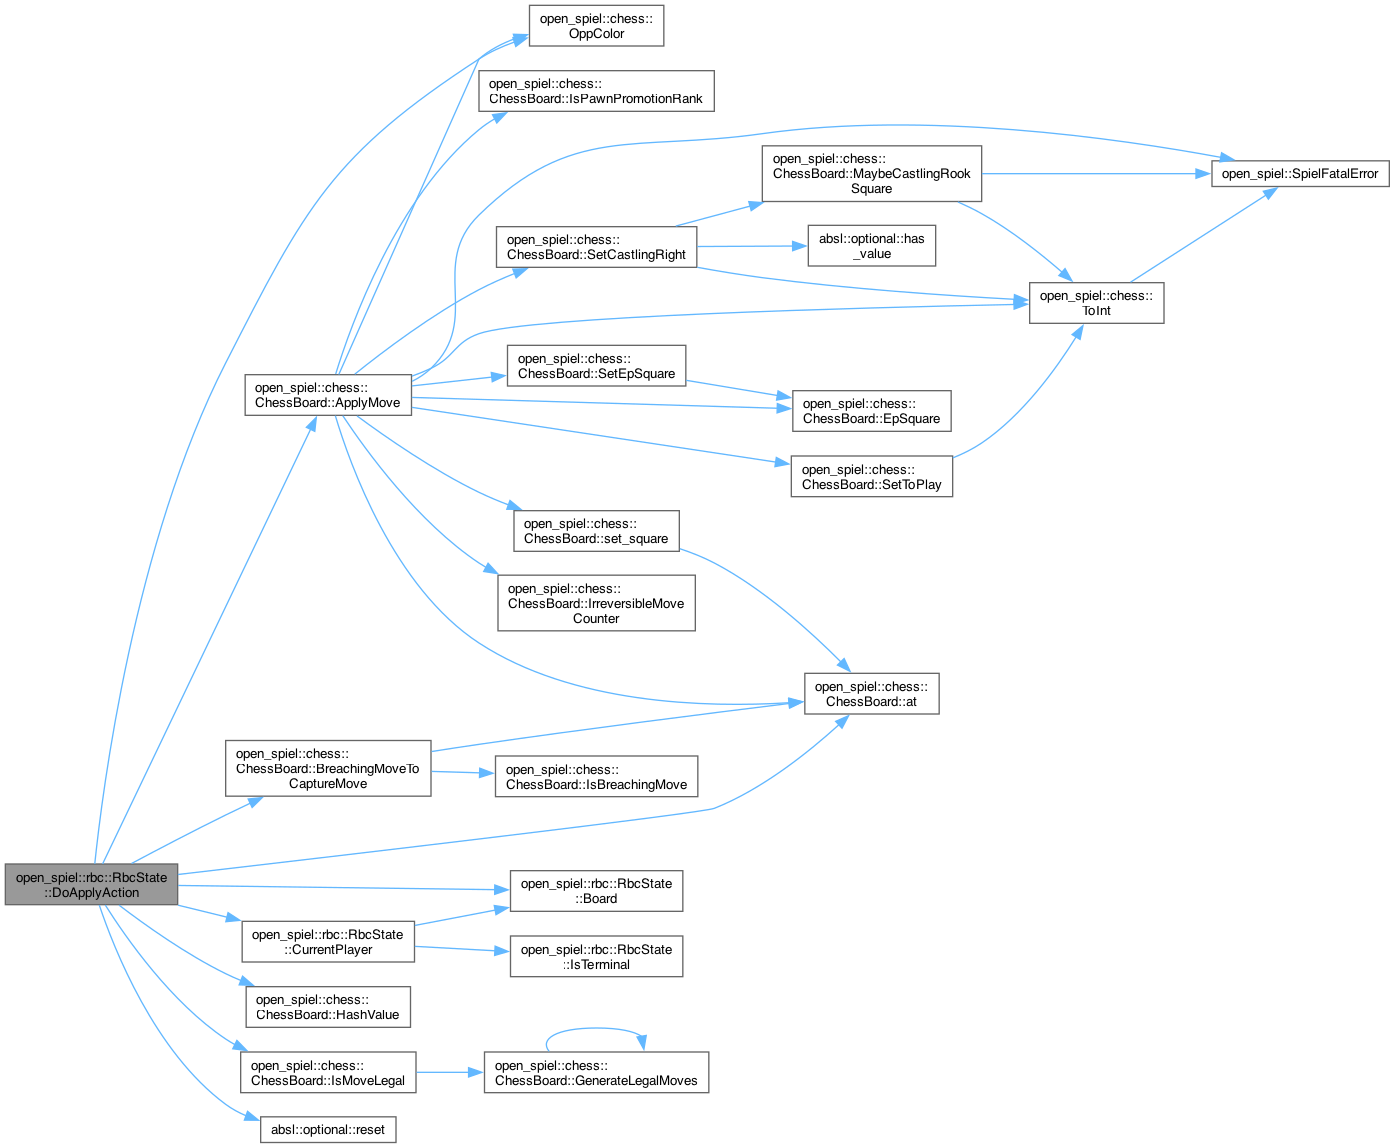 open_spiel::chess::
OppColor
open_spiel::chess::
ChessBoard::IsPawnPromotionRank
open_spiel::chess::
ChessBoard::MaybeCastlingRook
Square
open_spiel::SpielFatalError
open_spiel::chess::
ChessBoard::SetCastlingRight
absl::optional::has
_value
open_spiel::chess::
ToInt
open_spiel::chess::
ChessBoard::SetEpSquare
open_spiel::chess::
ChessBoard::ApplyMove
open_spiel::chess::
ChessBoard::EpSquare
open_spiel::chess::
ChessBoard::SetToPlay
open_spiel::chess::
ChessBoard::set_square
open_spiel::chess::
ChessBoard::IrreversibleMove
Counter
open_spiel::chess::
ChessBoard::at
open_spiel::chess::
ChessBoard::BreachingMoveTo
CaptureMove
open_spiel::chess::
ChessBoard::IsBreachingMove
open_spiel::rbc::RbcState
::DoApplyAction
open_spiel::rbc::RbcState
::Board
open_spiel::rbc::RbcState
::CurrentPlayer
open_spiel::rbc::RbcState
::IsTerminal
open_spiel::chess::
ChessBoard::HashValue
open_spiel::chess::
ChessBoard::IsMoveLegal
open_spiel::chess::
ChessBoard::GenerateLegalMoves
absl::optional::reset